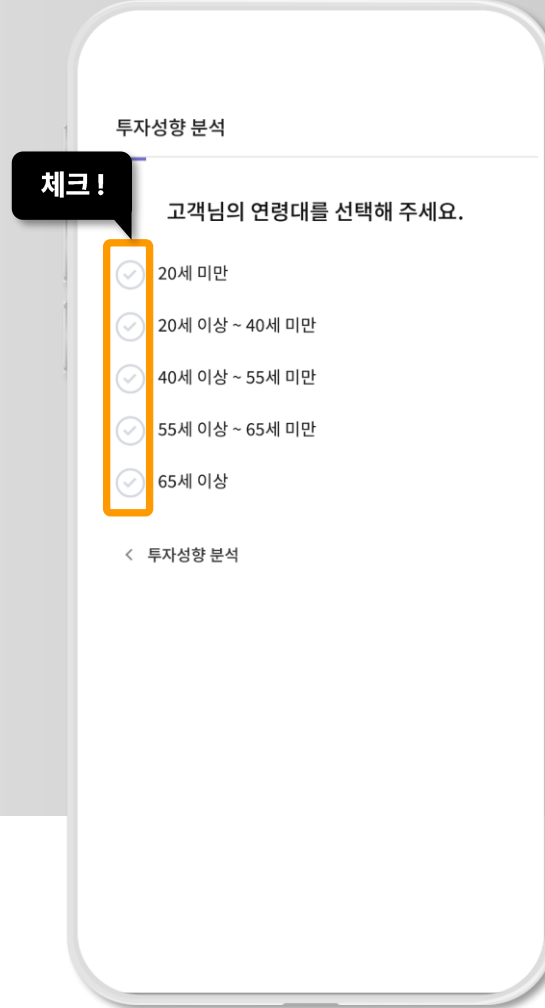 투자성향 분석
체크 !
고객님의 연령대를 선택해 주세요.
20세 미만
20세 이상 ~ 40세 미만
40세 이상 ~ 55세 미만
55세 이상 ~ 65세 미만
65세 이상
< 투자성향 분석